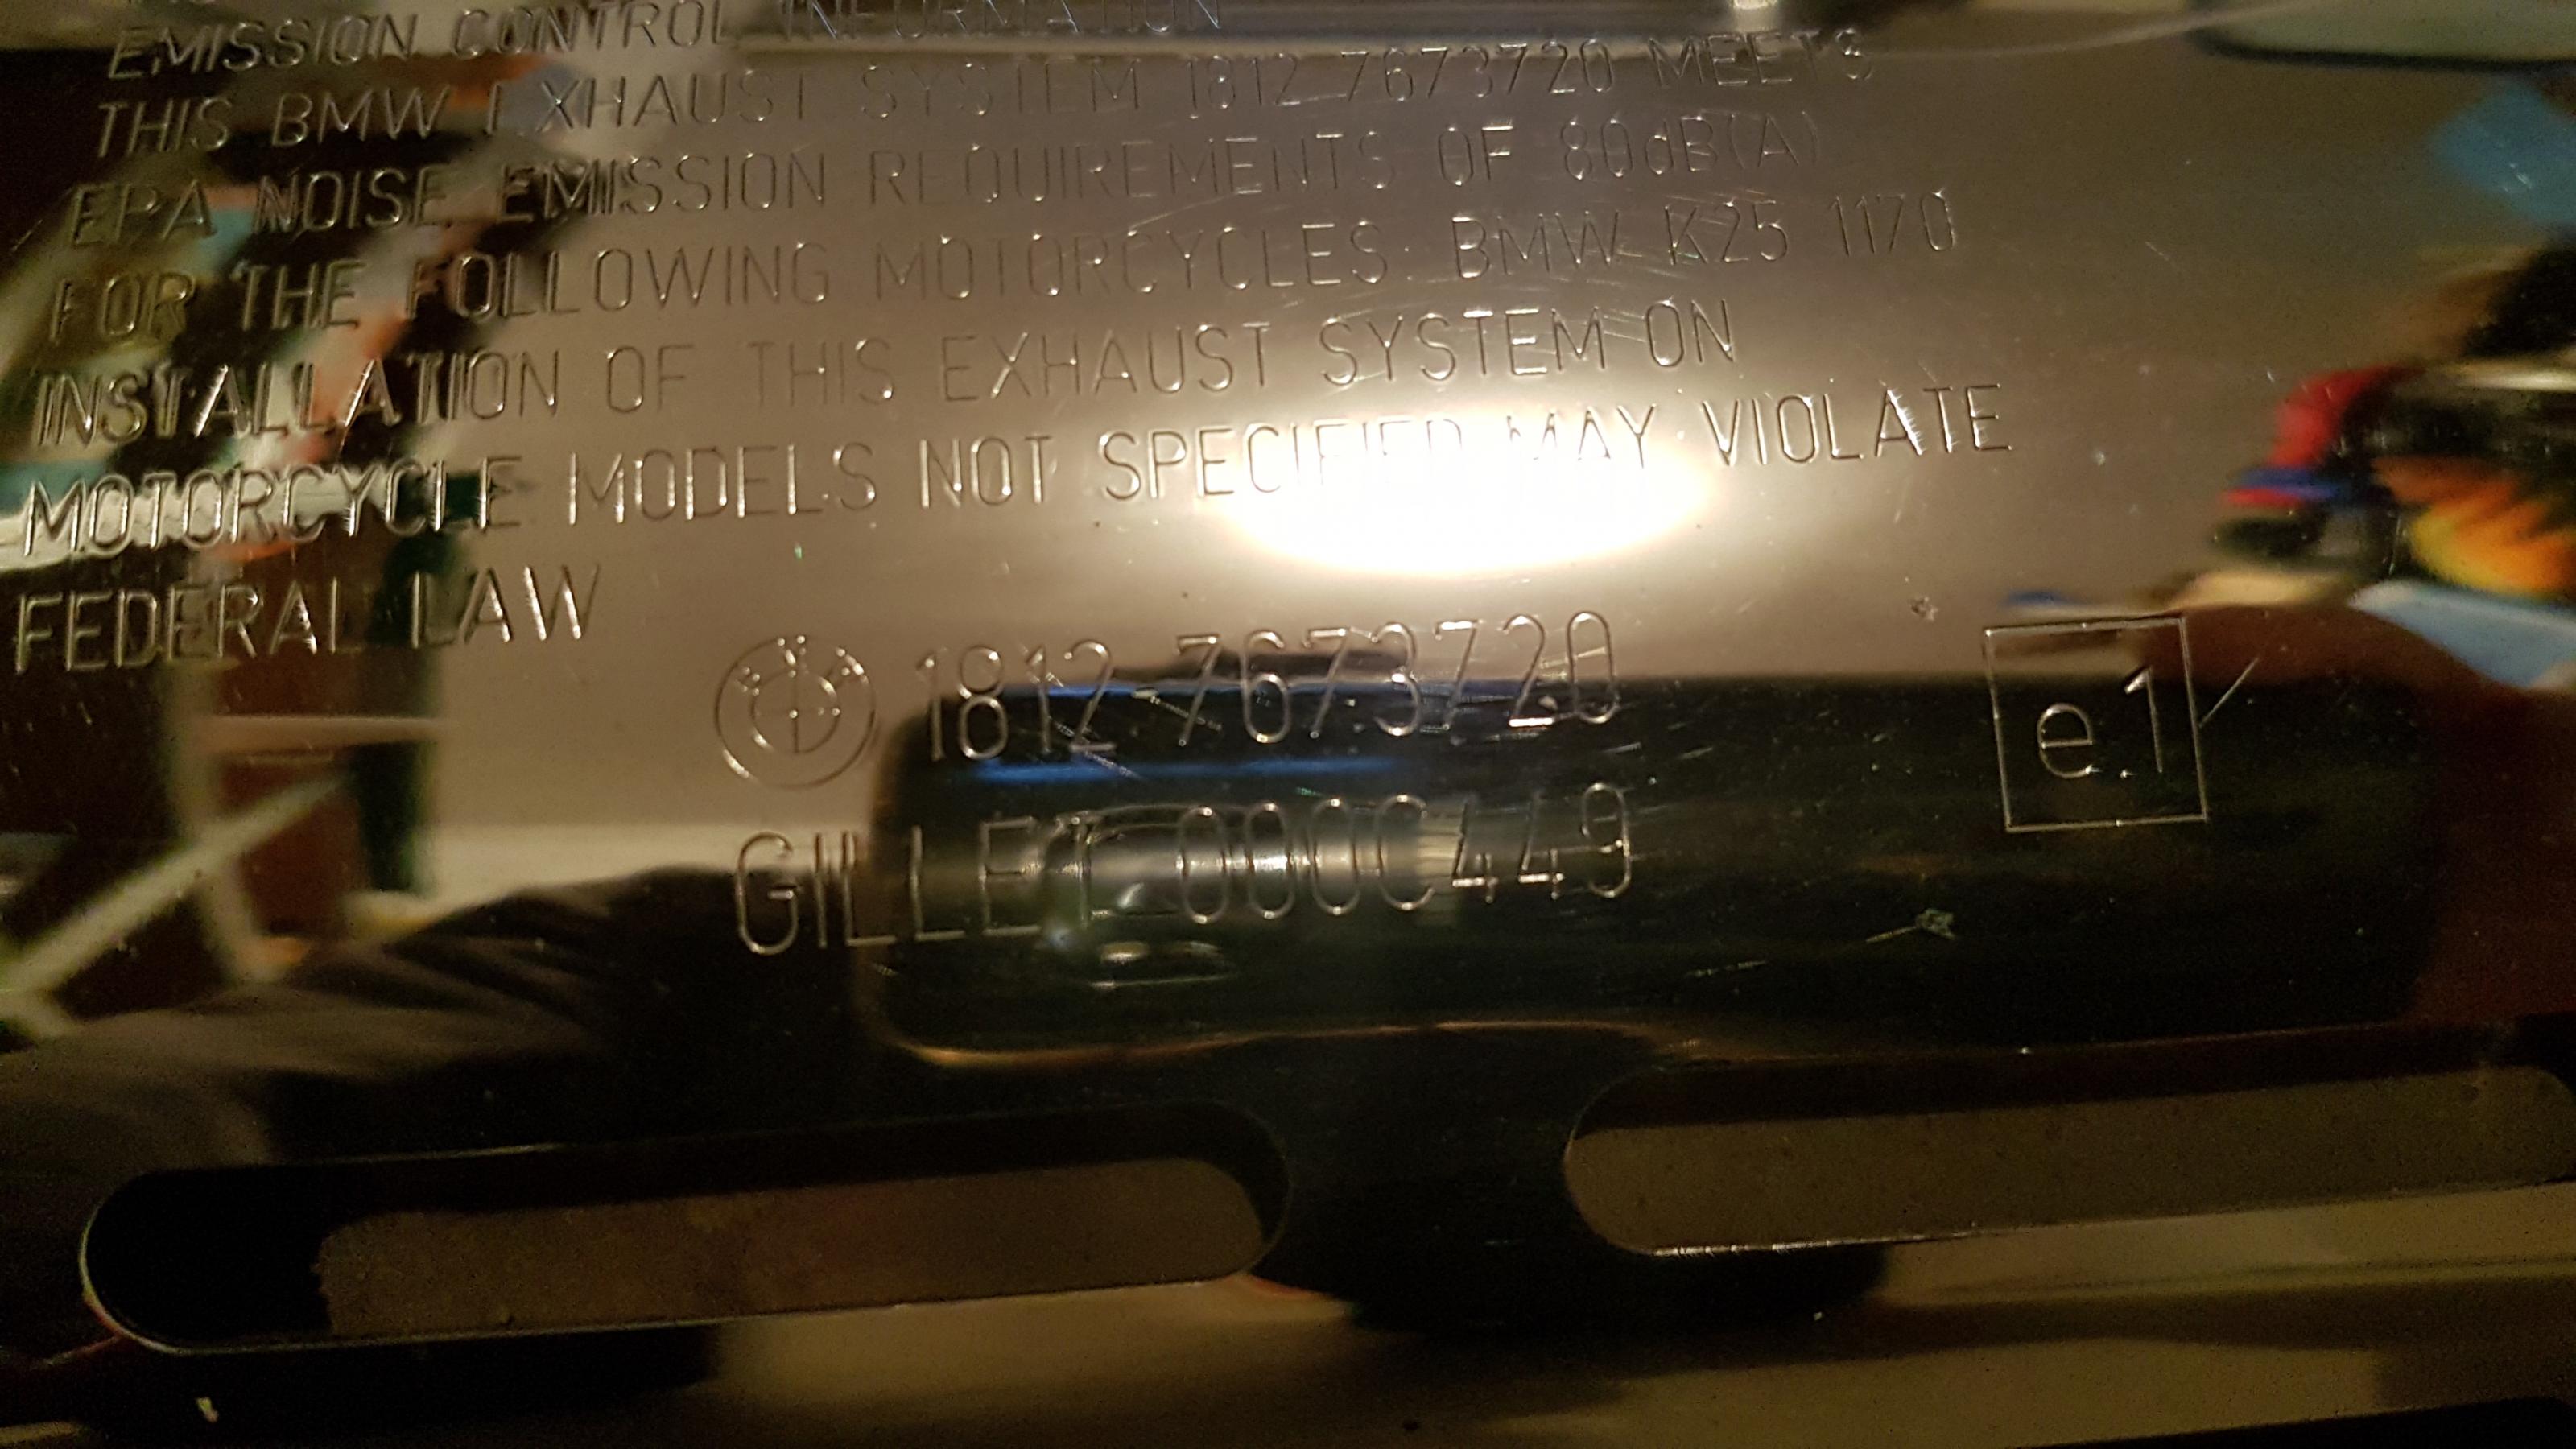 EMISSION CONTROL INFORMATION
THIS BMW EXHAUST SYSTEM 1812 7673720 MEETS
EPA NOISE EMISSION REQUIREMENTS OF 80dB(A)
FOR THE FOLLOWING MOTORCYCLES: BMW K25 1170
INSTALLATION OF THIS EXHAUST SYSTEM ON
MOTORCYCLE MODELS NOT SPECIFIED MAY VIOLATE
FEDERAL LAW
BMW 1812 7673720
e1
GILLET 000C449